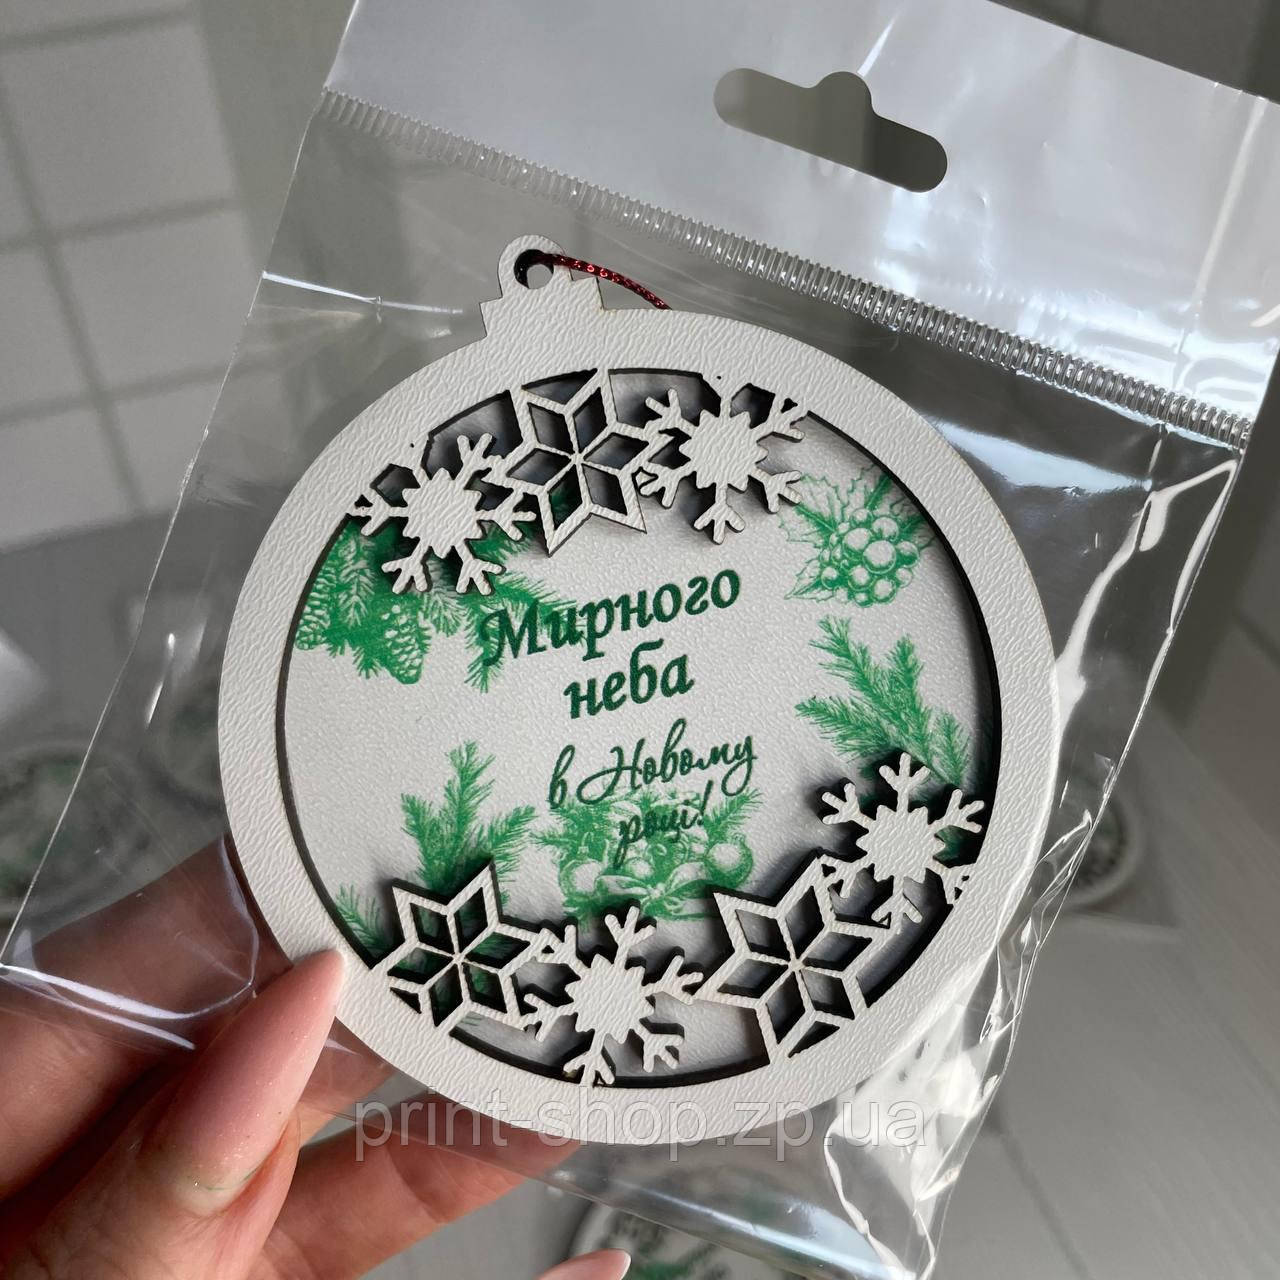 Мирного
неба
в Новому
році!
print-shop.zp.ua